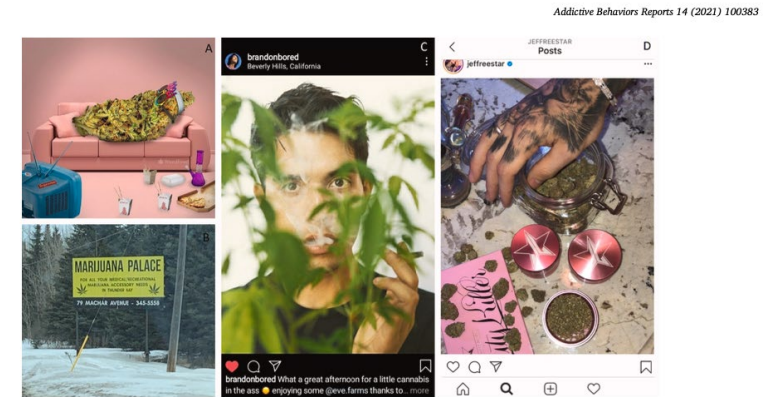 Addictive Behaviors Reports 14 (2021) 100383
A
B
MARIJUANA PALACE
FOR ALL YOUR MEDICAL/RECREATIONAL
MARIJUANA ACCESSORY NEEDS
IN THUNDER BAY
79 MACHAR AVENUE - 345-5558
C
brandonbored
Beverly Hills, California
brandonbored What a great afternoon for a little cannabis
in the ass 😏 enjoying some @eve.farms thanks to... more
JEFFREESTAR
Posts
D
jeffreestar
Killer